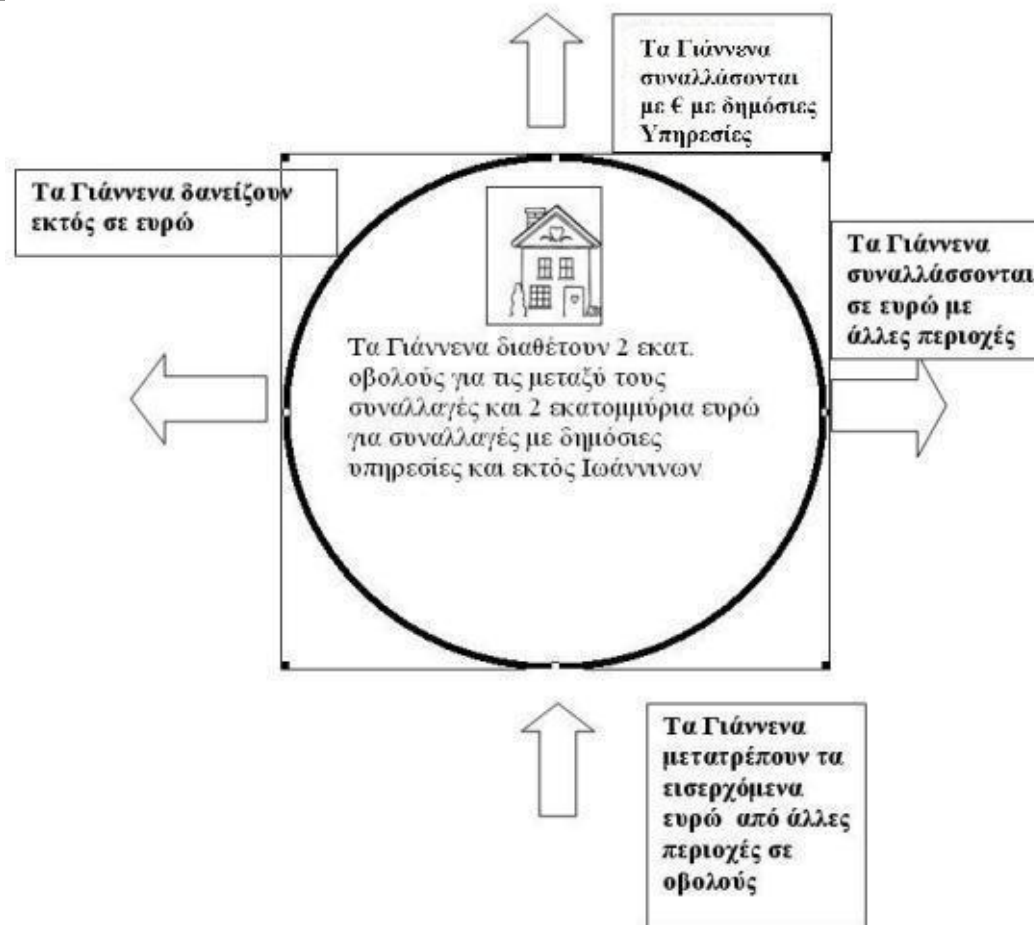 Τα Γιάννενα
συναλλάσονται
με € με δημόσιες
Υπηρεσίες
Τα Γιάννενα δανείζουν
εκτός σε ευρώ
Τα Γιάννενα
συναλλάσσονται
σε ευρώ με
άλλες περιοχές
Τα Γιάννενα διαθέτουν 2 εκατ.
οβολούς για τις μεταξύ τους
συναλλαγές και 2 εκατομμύρια ευρώ
για συναλλαγές με δημόσιες
υπηρεσίες και εκτός Ιωάννινων
Τα Γιάννενα
μετατρέπουν τα
εισερχόμενα
ευρώ από άλλες
περιοχές σε
οβολούς